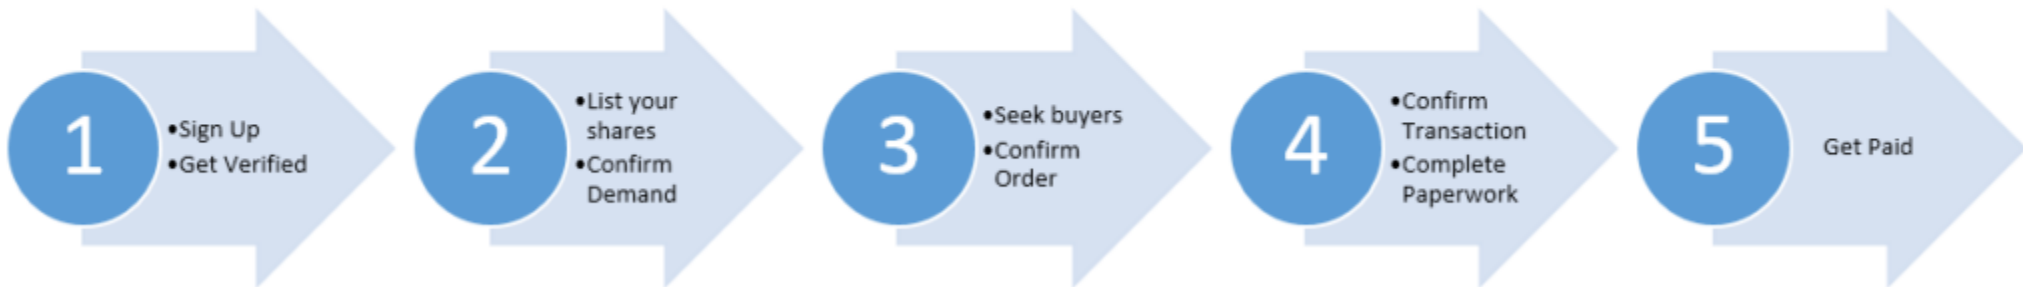 1
•Sign Up
•Get Verified
2
•List your
shares
•Confirm
Demand
3
•Seek buyers
•Confirm
Order
4
•Confirm
Transaction
•Complete
Paperwork
5
Get Paid